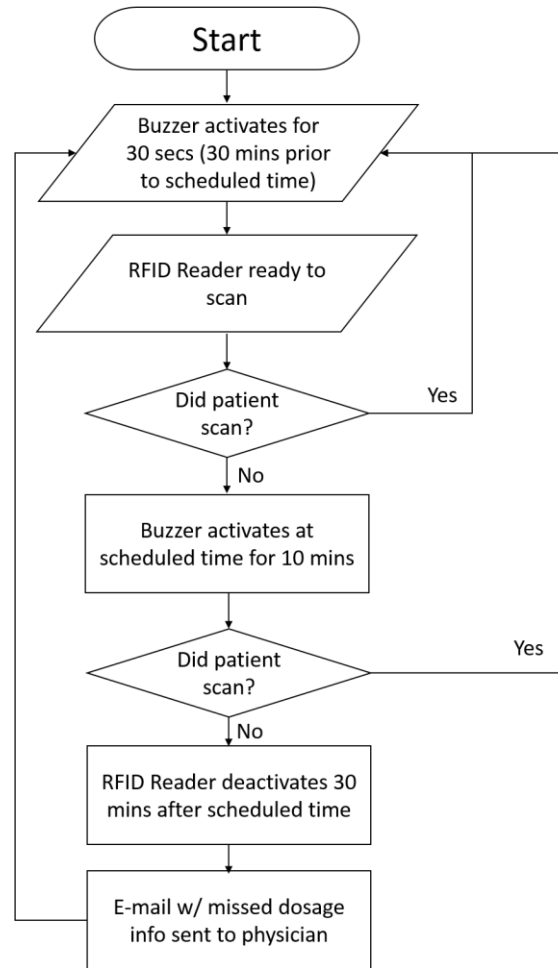 Start
Buzzer activates for
30 secs (30 mins prior
to scheduled time)
RFID Reader ready to
scan
Did patient
scan?
Yes
No
Buzzer activates at
scheduled time for 10 mins
Did patient
scan?
Yes
No
RFID Reader deactivates 30
mins after scheduled time
E-mail w/ missed dosage
info sent to physician